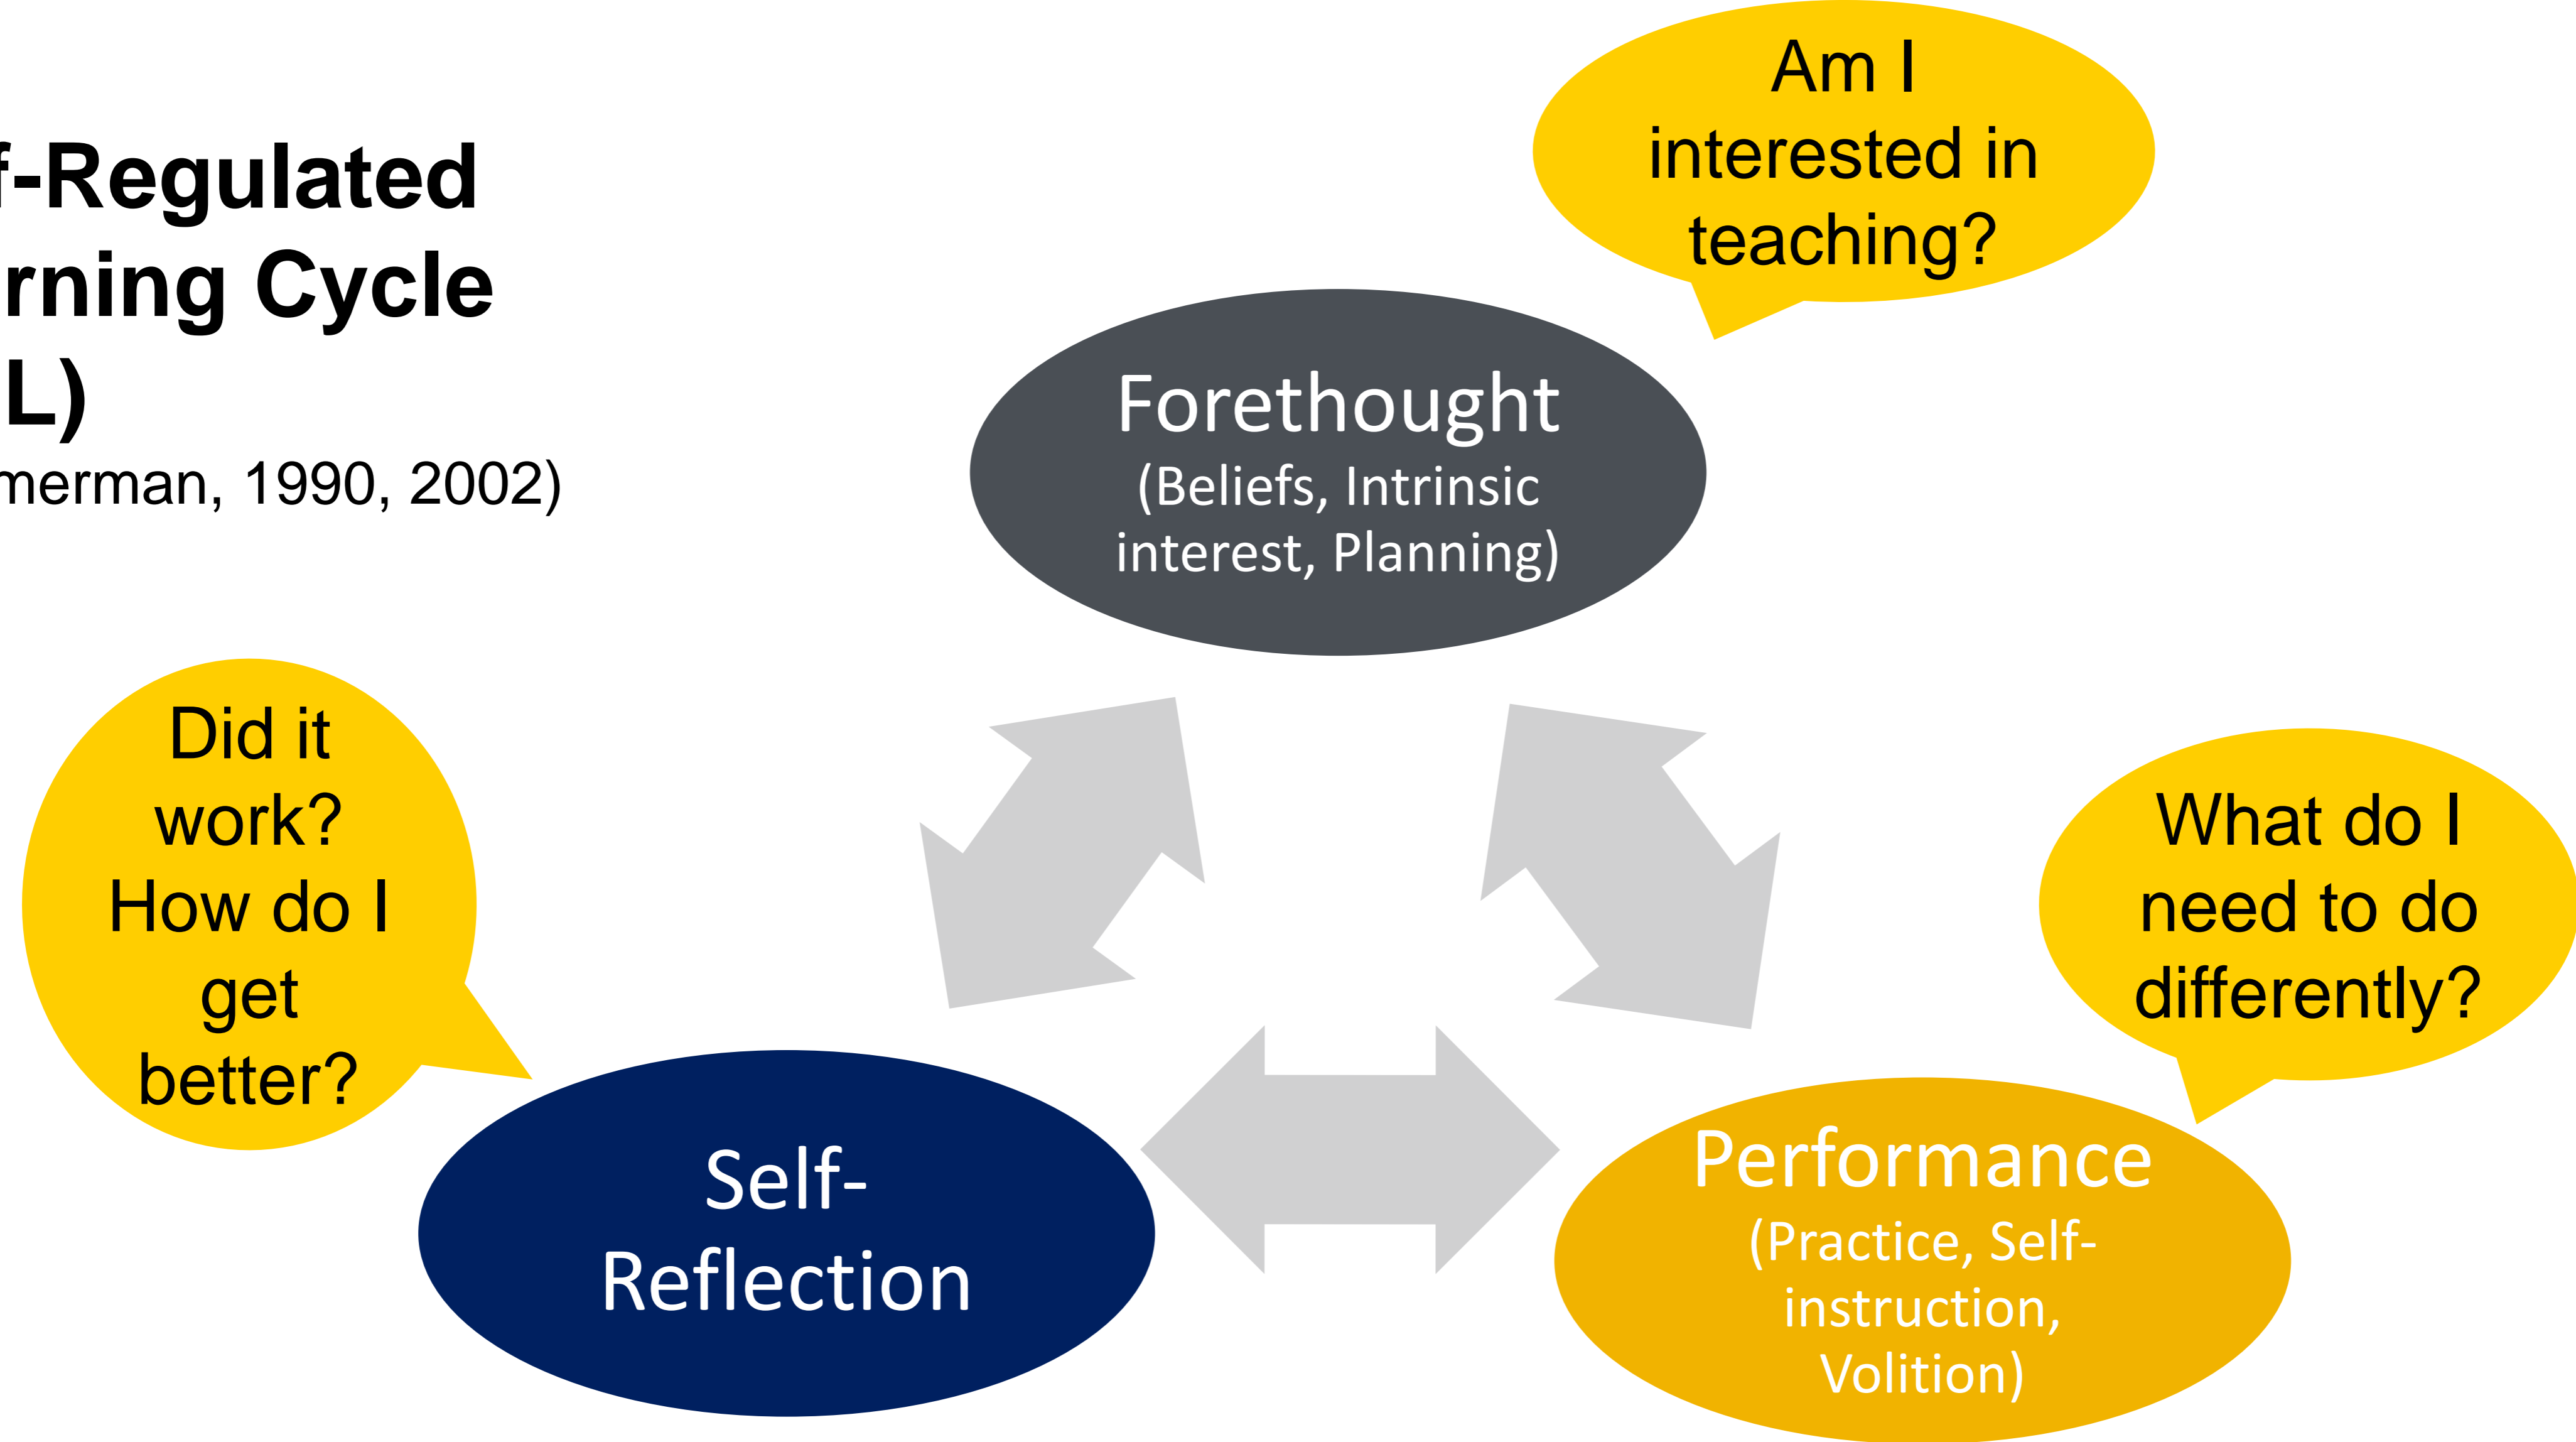 f-Regulated
rning Cycle
L)
merman, 1990, 2002)
Am I
interested in
teaching?
Forethought
(Beliefs, Intrinsic
interest, Planning)
Did it
work?
How do I
get
better?
What do I
need to do
differently?
Self-
Reflection
Performance
(Practice, Self-
instruction,
Volition)